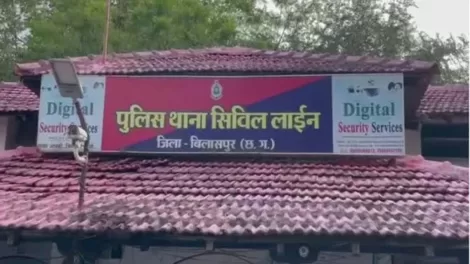 Digital
Security Services
पुलिस थाना सिविल लाईन
जिला - बिलासपुर (छ.ग.)
Digital
Security Services